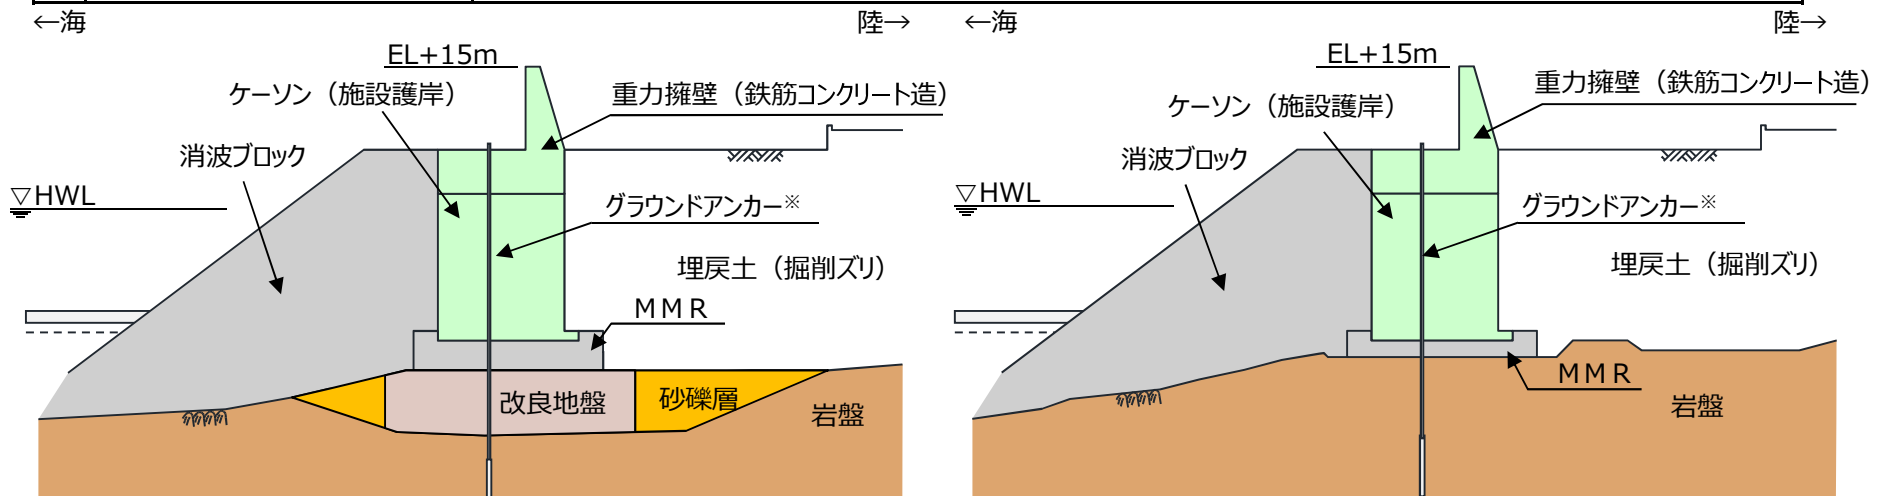 ←海
陸→
EL+15m
ケーソン（施設護岸）
重力擁壁（鉄筋コンクリート造）
消波ブロック
▽HWL
グラウンドアンカー※
埋戻土（掘削ズリ）
ＭＭＲ
改良地盤
砂礫層
岩盤
←海
陸→
EL+15m
重力擁壁（鉄筋コンクリート造）
ケーソン（施設護岸）
消波ブロック
▽HWL
グラウンドアンカー※
埋戻土（掘削ズリ）
ＭＭＲ
岩盤